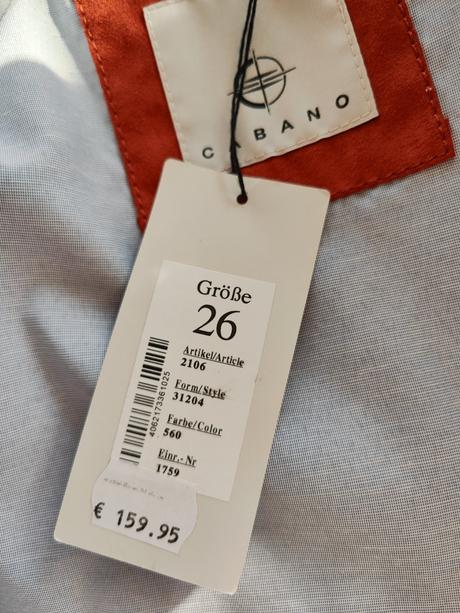 CABANO
Größe
26
Artikel/Article
2106
Form/Style
31204
Farbe/Color
560
Einr.-Nr
1759
4062173361025
€ 159.95